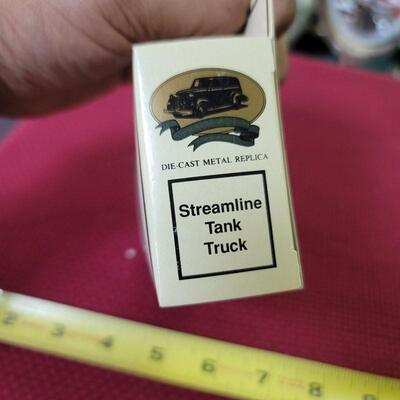 DIE-CAST METAL REPLICA
Streamline
Tank
Truck
2 3 4 5 6 7 8